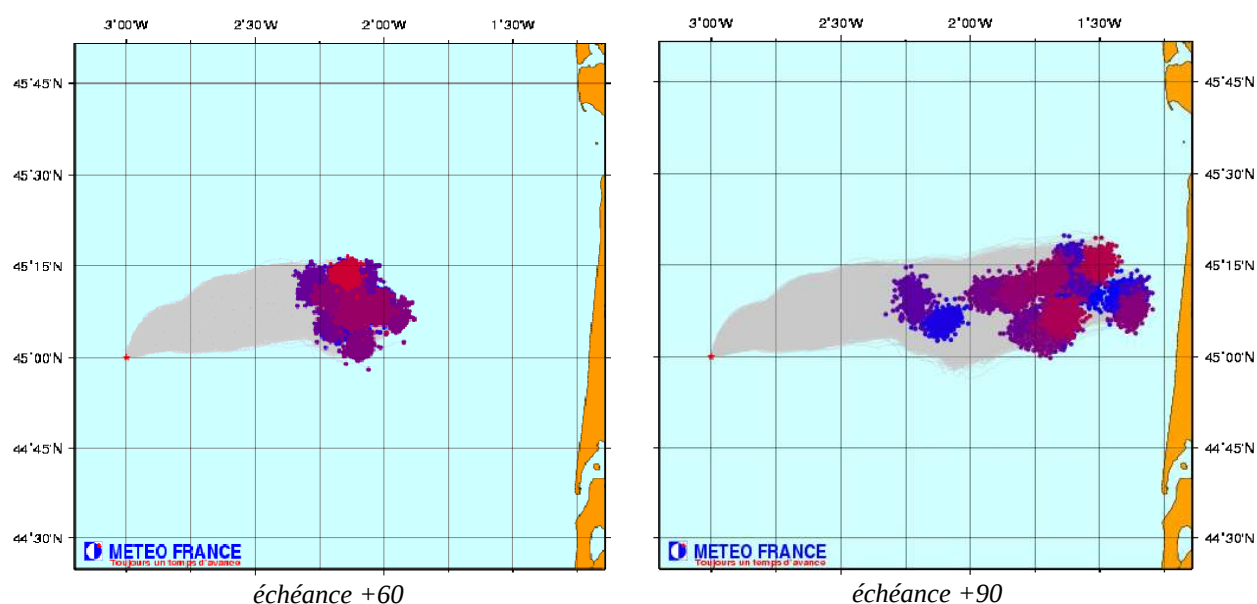 3°00'W 2°30'W 2°00'W 1°30'W
3°00'W 2°30'W 2°00'W 1°30'W
45°45'N
45°45'N
45°30'N
45°30'N
45°15'N
45°15'N
45°00'N
45°00'N
44°45'N
44°45'N
44°30'N
44°30'N
METEO FRANCE
Toujours un temps d'avance
METEO FRANCE
Toujours un temps d'avance
échéance +60
échéance +90